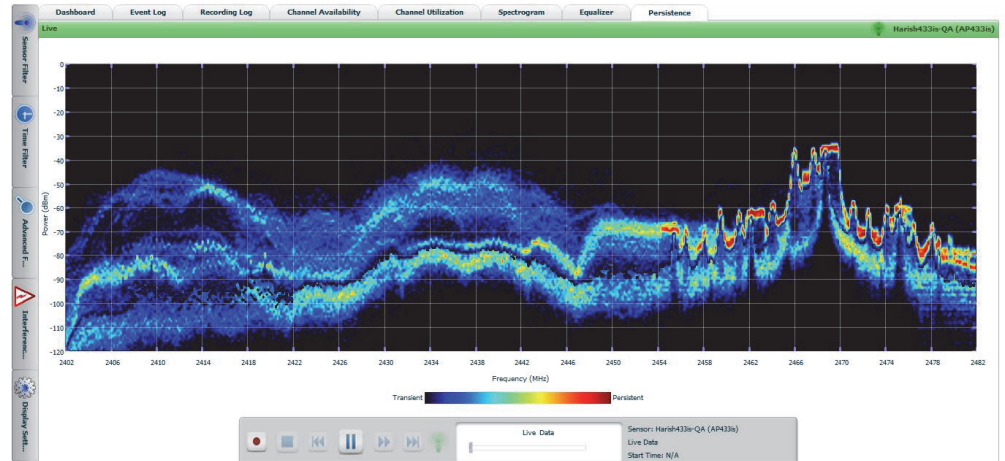 Dashboard Event Log Recording Log Channel Availability Channel Utilization Spectrogram Equalizer Persistence
Live Harish433is-QA (AP433is)
Sensor Filter
Time Filter
Advanced F...
Interferenc...
Display Sett...
Power (dBm)
0
-10
-20
-30
-40
-50
-60
-70
-80
-90
-100
-110
-120
2402 2406 2410 2414 2418 2422 2426 2430 2434 2438 2442 2446 2450 2454 2458 2462 2466 2470 2474 2478 2482
Frequency (MHz)
Transient Persistent
Live Data
Sensor: Harish433is-QA (AP433is)
Live Data
Start Time: N/A